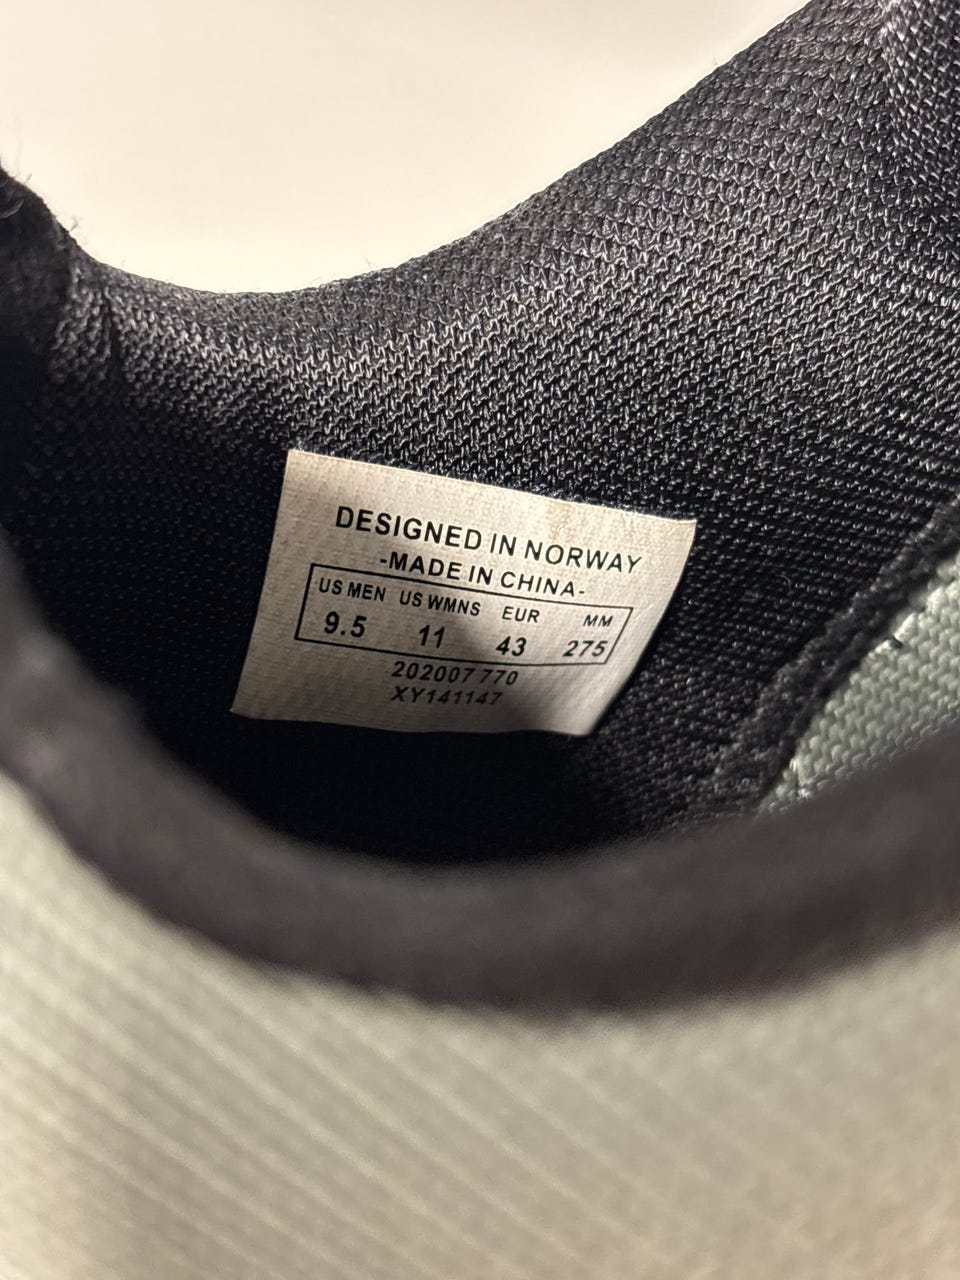 DESIGNED IN NORWAY
-MADE IN CHINA-
US MEN US WMNS EUR MM
9.5 11 43 275
202007 770
XY141147